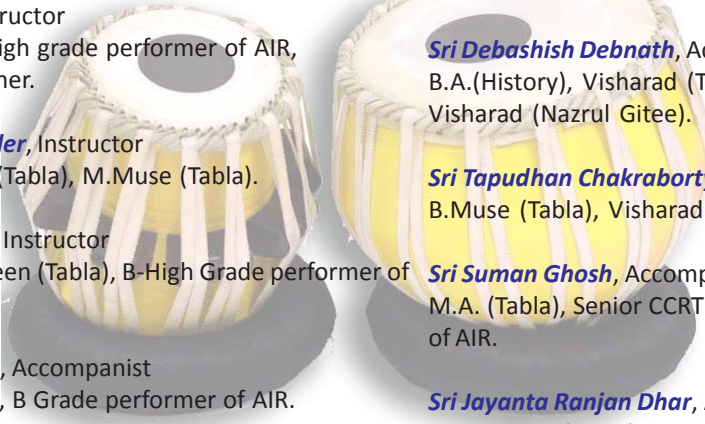 ructor
igh grade performer of AIR,
ner.
ler, Instructor
(Tabla), M.Muse (Tabla).
Instructor
een (Tabla), B-High Grade performer of
, Accompanist
, B Grade performer of AIR.
Sri Debashish Debnath, Ac
B.A.(History), Visharad (T
Visharad (Nazrul Gitee).
Sri Tapudhan Chakraborty
B.Muse (Tabla), Visharad
Sri Suman Ghosh, Accomp
M.A. (Tabla), Senior CCRT
of AIR.
Sri Jayanta Ranjan Dhar,